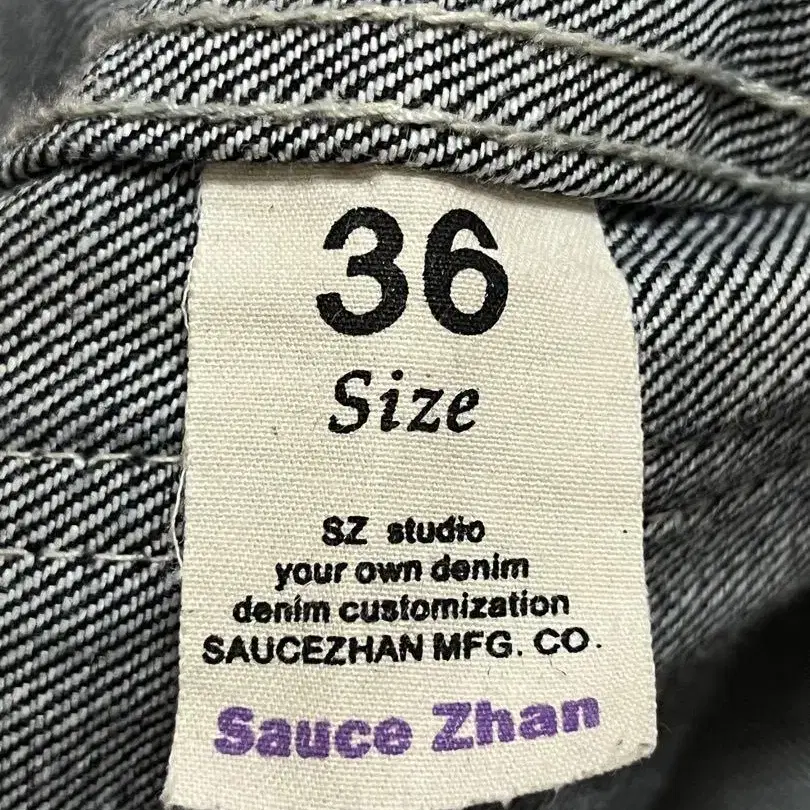 36
Size
SZ studio
your own denim
denim customization
SAUCEZHAN MFG. CO.
Sauce Zhan